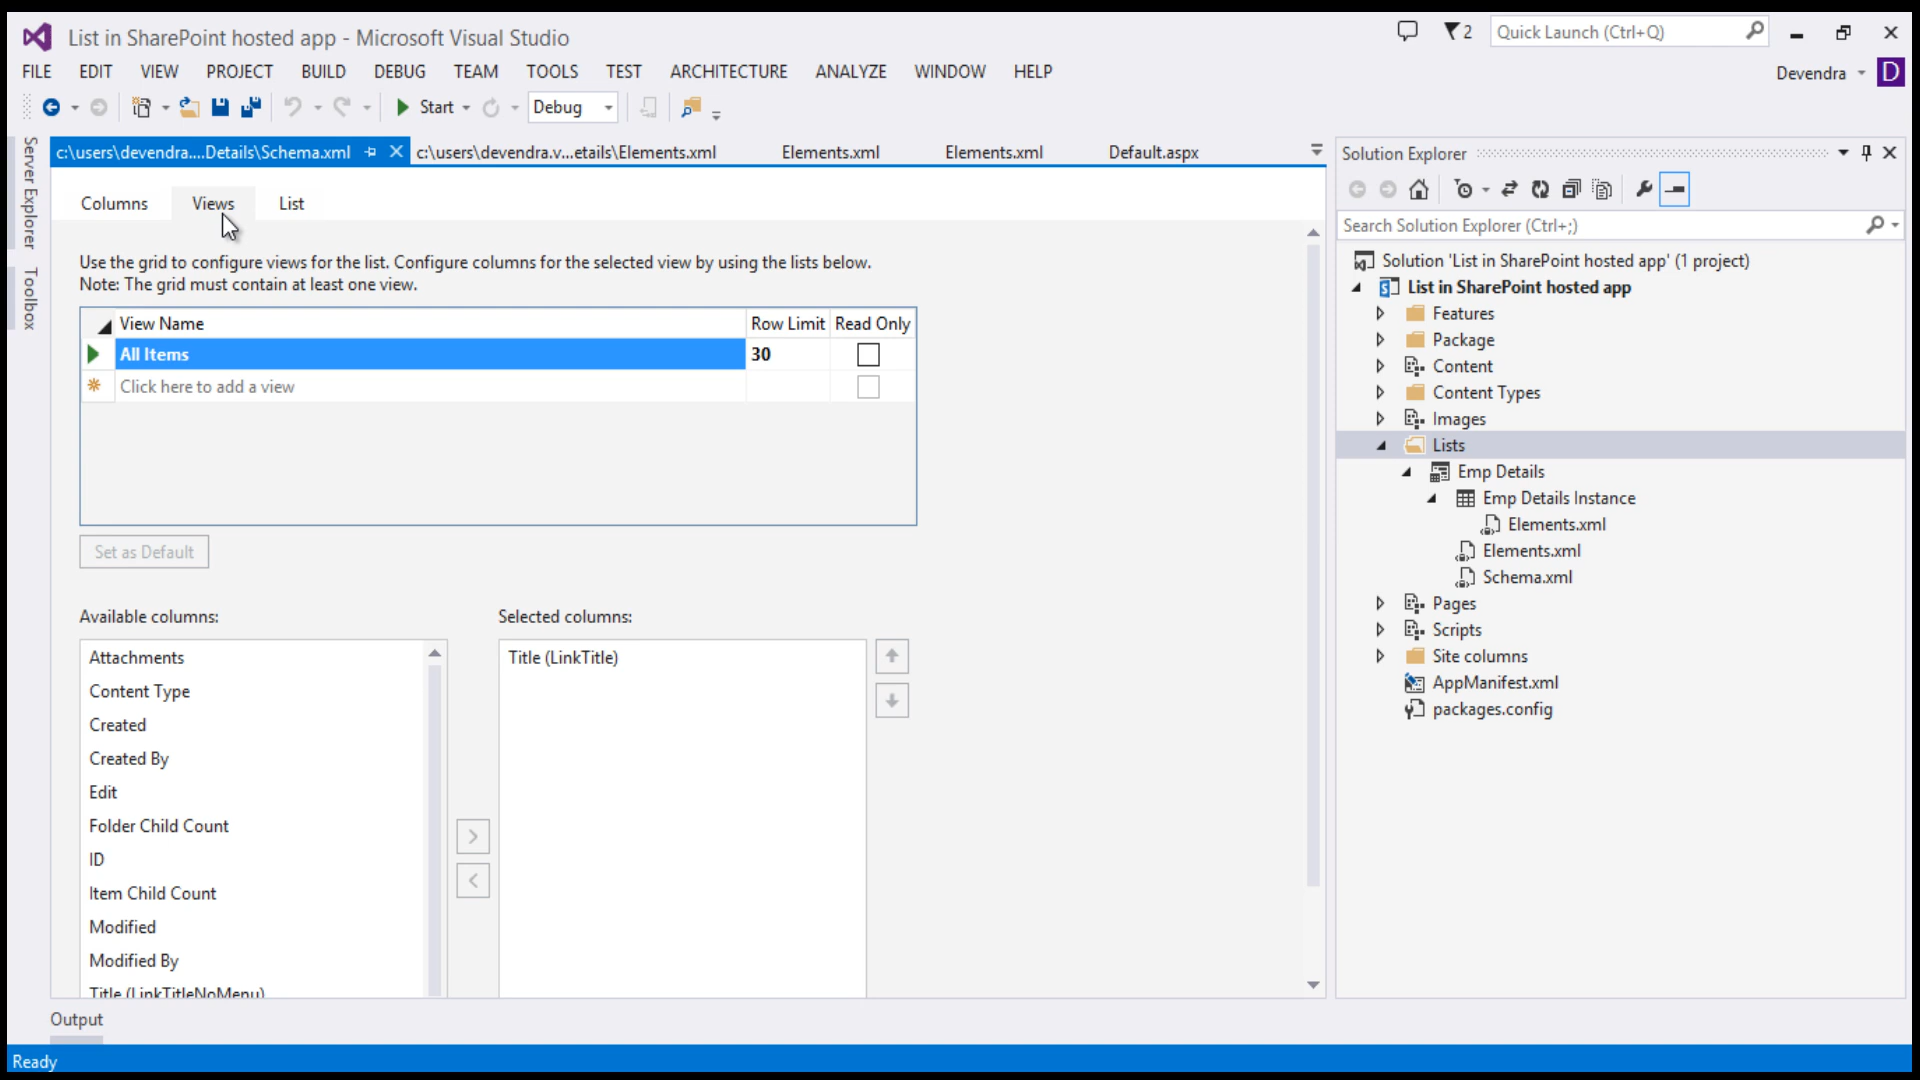 List in SharePoint hosted app - Microsoft Visual Studio
2
Quick Launch (Ctrl+Q)
FILE EDIT VIEW PROJECT BUILD DEBUG TEAM TOOLS TEST ARCHITECTURE ANALYZE WINDOW HELP
Devendra D
Start Debug
Server Explorer
Toolbox
c:\users\devendra....Details\Schema.xml c:\users\devendra.v...etails\Elements.xml Elements.xml Elements.xml Default.aspx
Columns Views List
Use the grid to configure views for the list. Configure columns for the selected view by using the lists below.
Note: The grid must contain at least one view.
View Name Row Limit Read Only
All Items 30
Click here to add a view
Set as Default
Available columns:
Attachments
Content Type
Created
Created By
Edit
Folder Child Count
ID
Item Child Count
Modified
Modified By
Title (LinkTitleNoMenu)
Selected columns:
Title (LinkTitle)
Solution Explorer
Search Solution Explorer (Ctrl+;)
Solution 'List in SharePoint hosted app' (1 project)
List in SharePoint hosted app
Features
Package
Content
Content Types
Images
Lists
Emp Details
Emp Details Instance
Elements.xml
Elements.xml
Schema.xml
Pages
Scripts
Site columns
AppManifest.xml
packages.config
Output
Ready